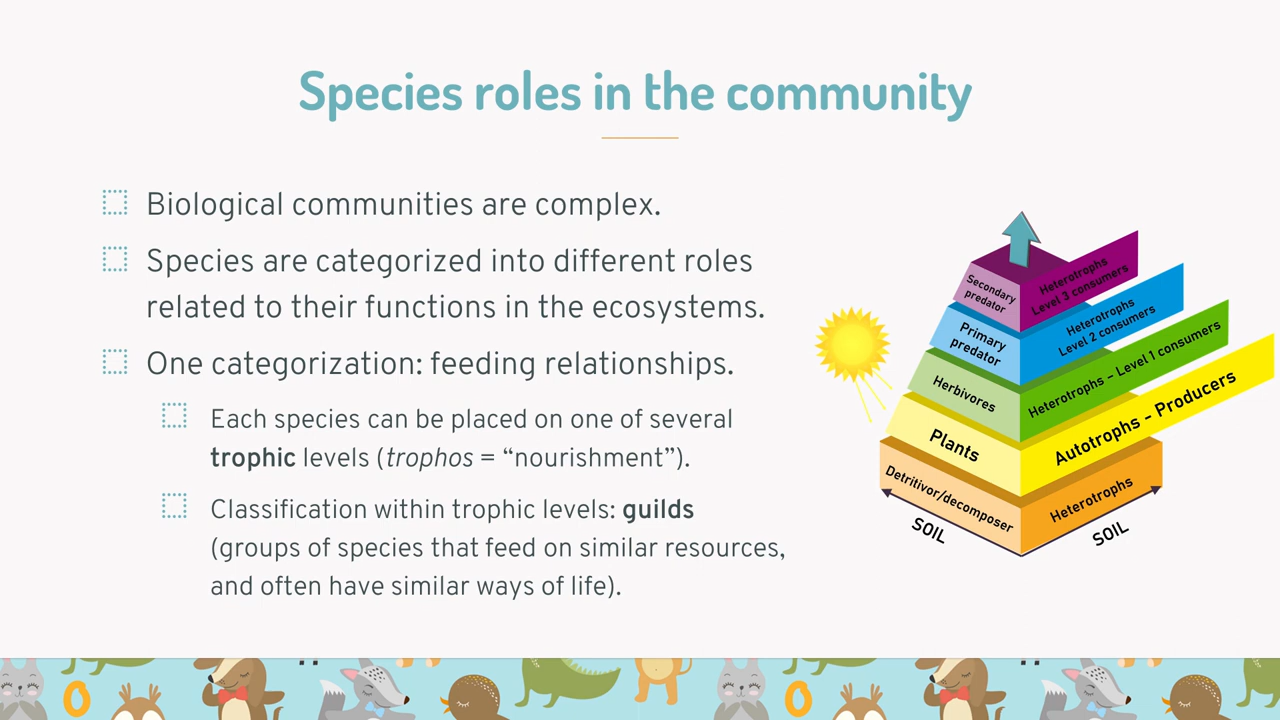 Species roles in the community
Biological communities are complex.
Species are categorized into different roles
related to their functions in the ecosystems.
One categorization: feeding relationships.
Each species can be placed on one of several
trophic levels (trophos = “nourishment”).
Classification within trophic levels: guilds
(groups of species that feed on similar resources,
and often have similar ways of life).
Secondary
predator
Heterotrophs
Level 3 consumers
Primary
predator
Heterotrophs
Level 2 consumers
Herbivores
Heterotrophs – Level 1 consumers
Plants
Autotrophs – Producers
Detritivor/decomposer
Heterotrophs
SOIL
SOIL